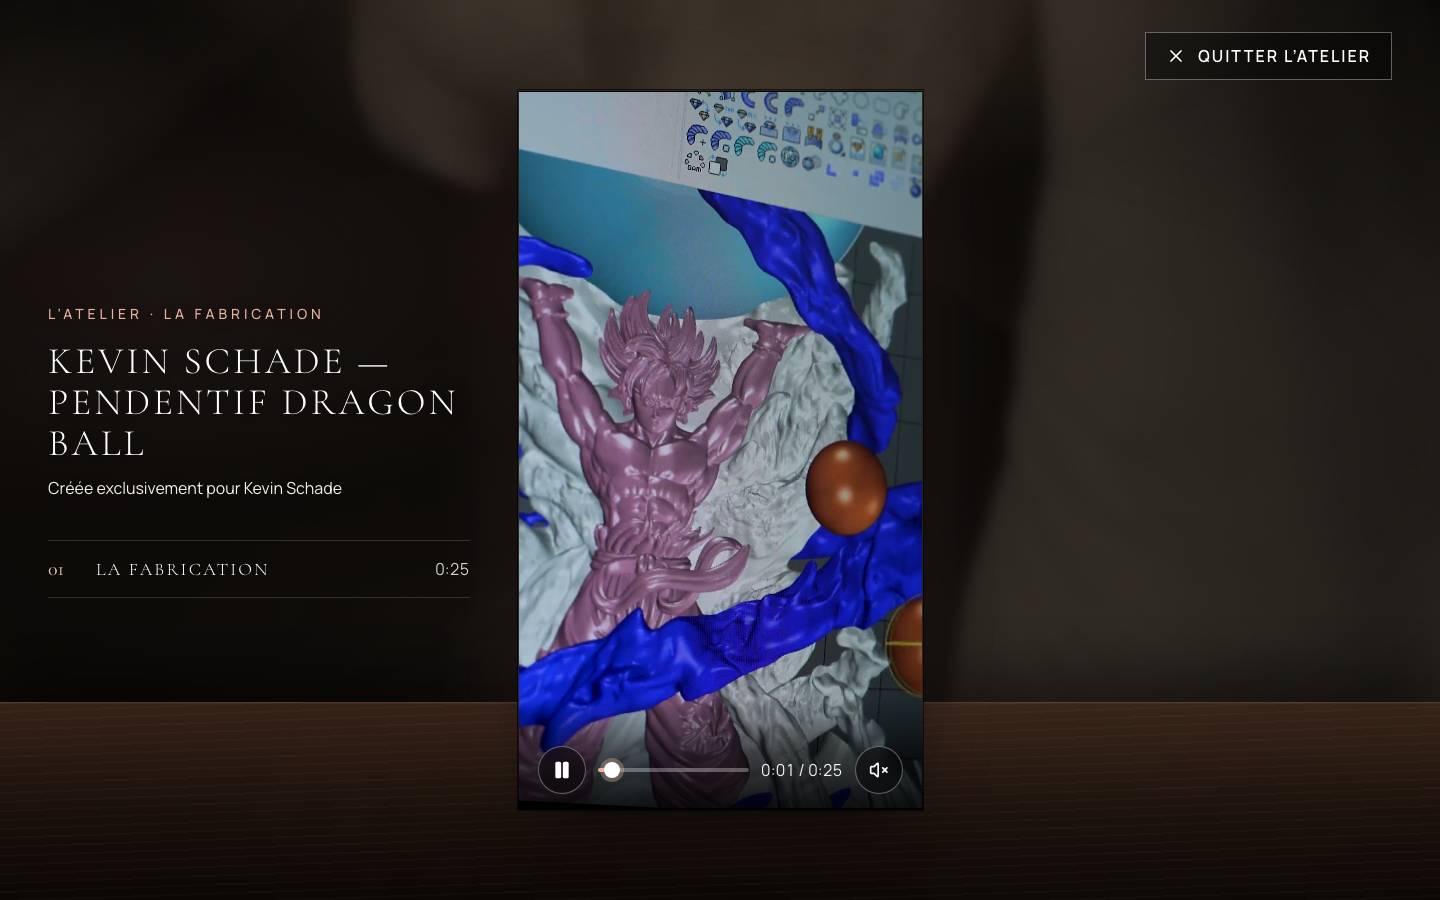 QUITTER L'ATELIER
L'ATELIER · LA FABRICATION
KEVIN SCHADE —
PENDENTIF DRAGON
BALL
Créée exclusivement pour Kevin Schade
01 LA FABRICATION 0:25
0:01 / 0:25